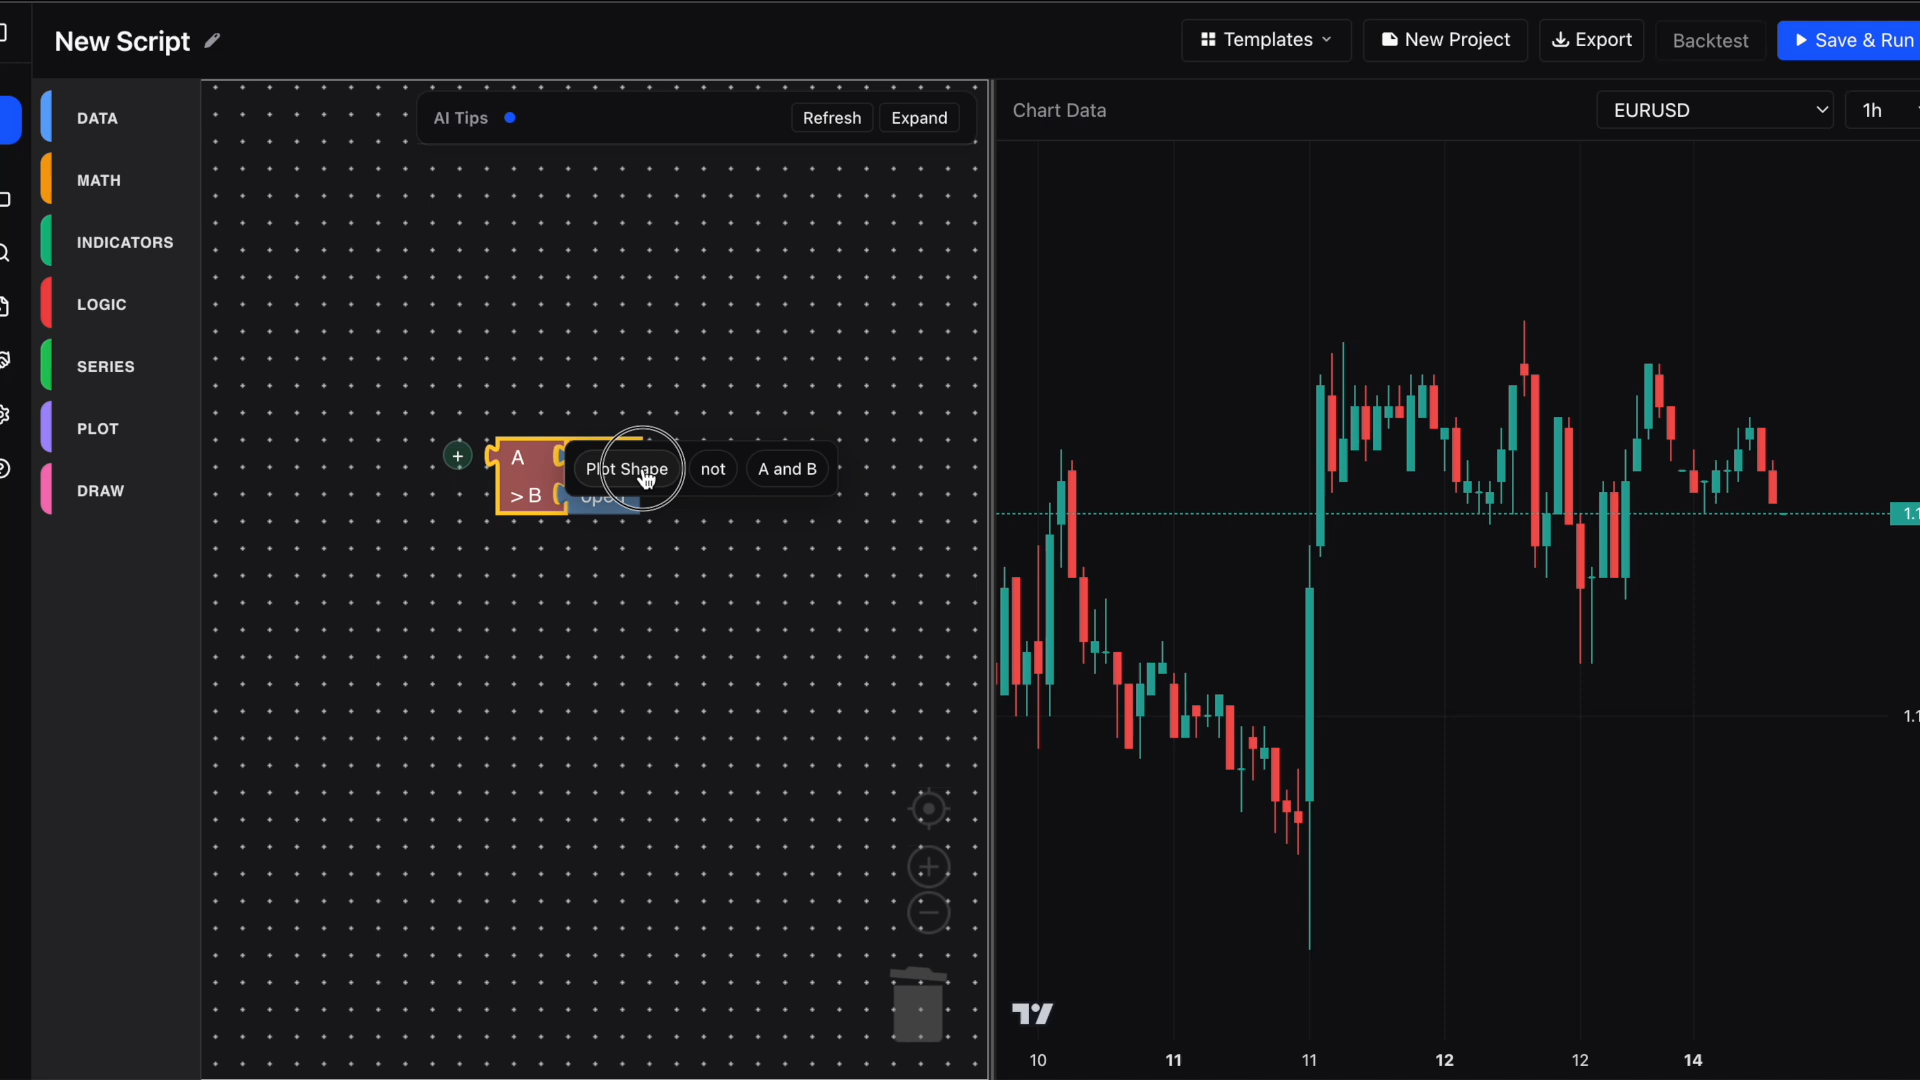 New Script
Templates
New Project
Export
Backtest
Save & Run
DATA
MATH
INDICATORS
LOGIC
SERIES
PLOT
DRAW
AI Tips
Refresh
Expand
A
> B
open
Plot Shape
not
A and B
Chart Data
EURUSD
1h
10
11
11
12
12
14